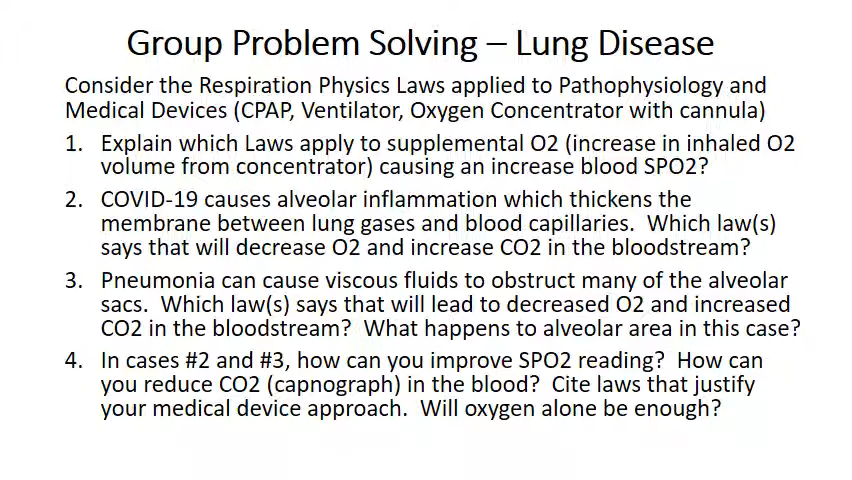 Group Problem Solving – Lung Disease
Consider the Respiration Physics Laws applied to Pathophysiology and
Medical Devices (CPAP, Ventilator, Oxygen Concentrator with cannula)
1. Explain which Laws apply to supplemental O2 (increase in inhaled O2
volume from concentrator) causing an increase blood SPO2?
2. COVID-19 causes alveolar inflammation which thickens the
membrane between lung gases and blood capillaries. Which law(s)
says that will decrease O2 and increase CO2 in the bloodstream?
3. Pneumonia can cause viscous fluids to obstruct many of the alveolar
sacs. Which law(s) says that will lead to decreased O2 and increased
CO2 in the bloodstream? What happens to alveolar area in this case?
4. In cases #2 and #3, how can you improve SPO2 reading? How can
you reduce CO2 (capnograph) in the blood? Cite laws that justify
your medical device approach. Will oxygen alone be enough?